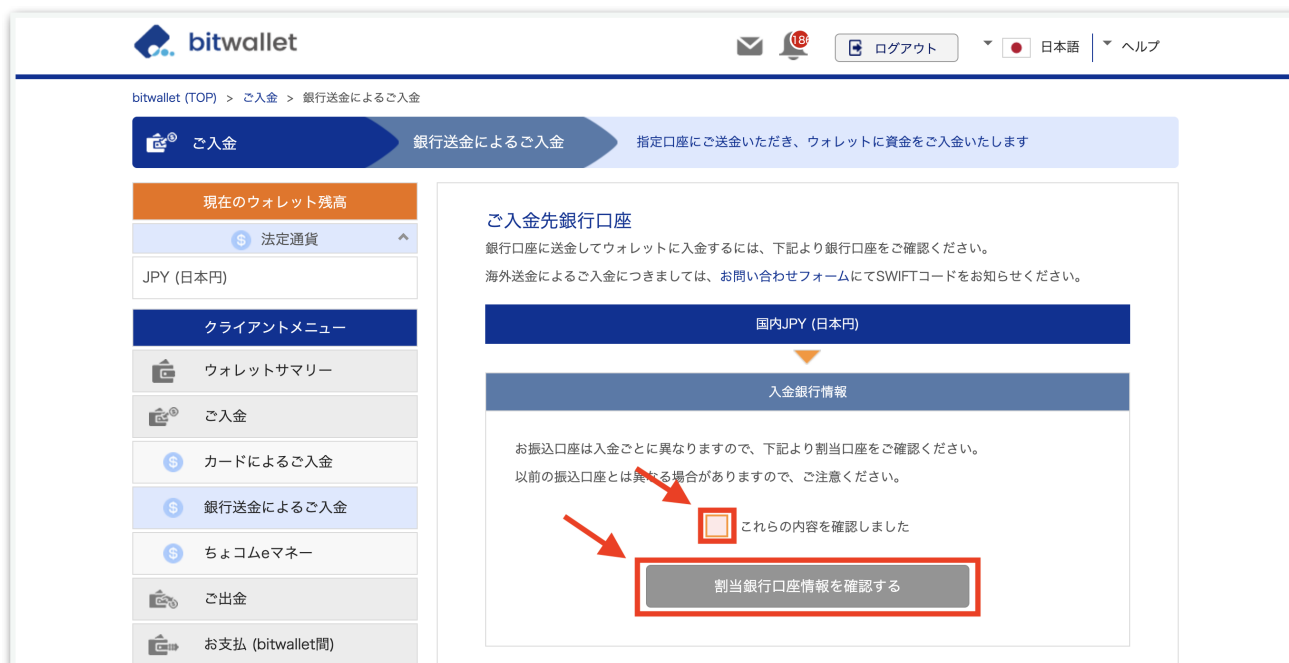 bitwallet
186
ログアウト
日本語
ヘルプ
bitwallet (TOP) > ご入金 > 銀行送金によるご入金
ご入金
銀行送金によるご入金
指定口座にご送金いただき、ウォレットに資金をご入金いたします
現在のウォレット残高
法定通貨
JPY (日本円)
クライアントメニュー
ウォレットサマリー
ご入金
カードによるご入金
銀行送金によるご入金
ちょコムeマネー
ご出金
お支払 (bitwallet間)
ご入金先銀行口座
銀行口座に送金してウォレットに入金するには、下記より銀行口座をご確認ください。
海外送金によるご入金につきましては、お問い合わせフォームにてSWIFTコードをお知らせください。
国内JPY (日本円)
入金銀行情報
お振込口座は入金ごとに異なりますので、下記より割当口座をご確認ください。
以前の振込口座とは異なる場合がありますので、ご注意ください。
これらの内容を確認しました
割当銀行口座情報を確認する